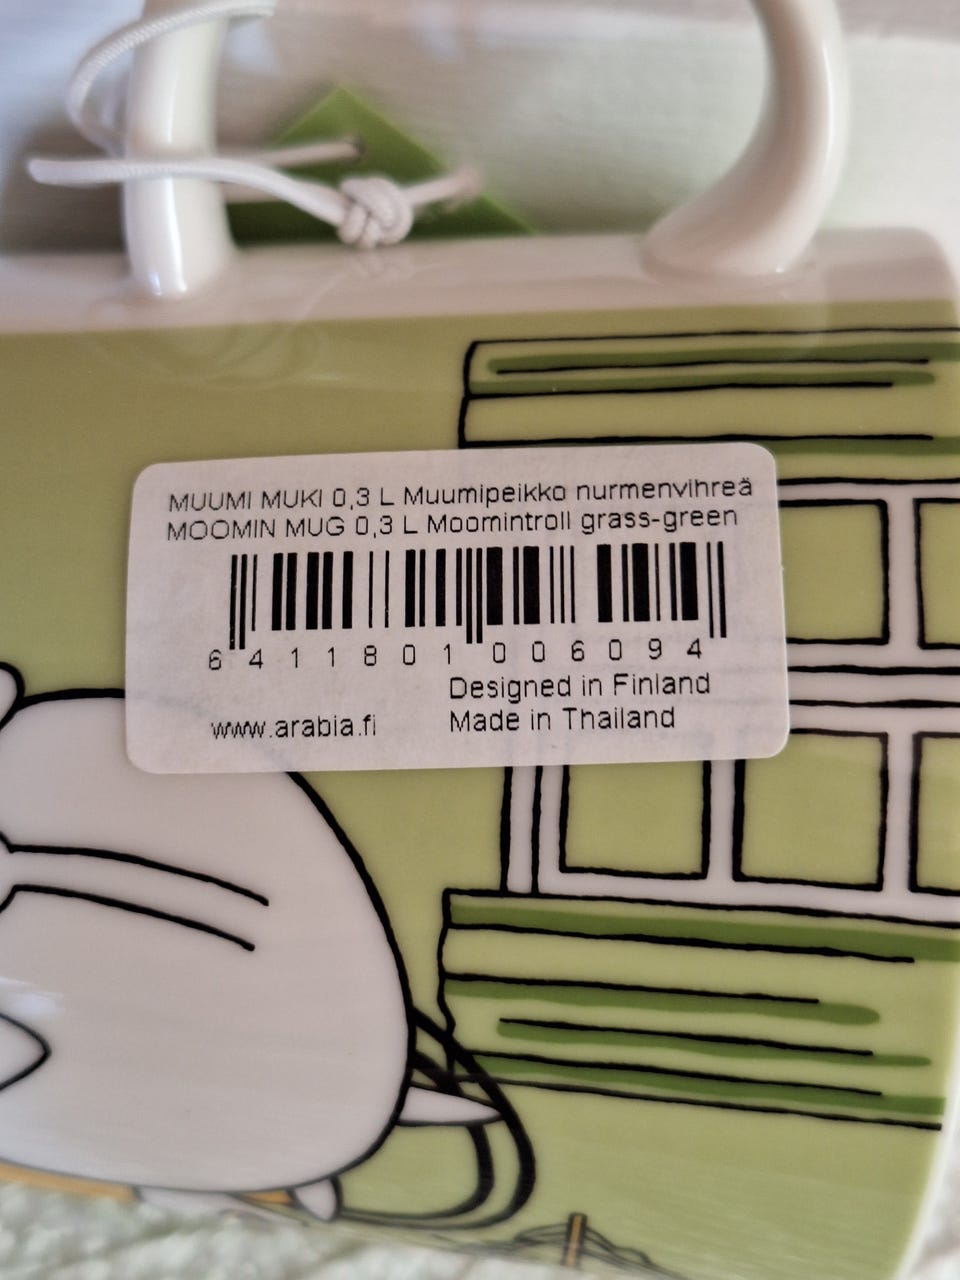 MUUMI MUKI 0,3 L Muumipeikko nurmenvihreä
MOOMIN MUG 0,3 L Moomintroll grass-green
6 411801 006094
Designed in Finland
www.arabia.fi Made in Thailand